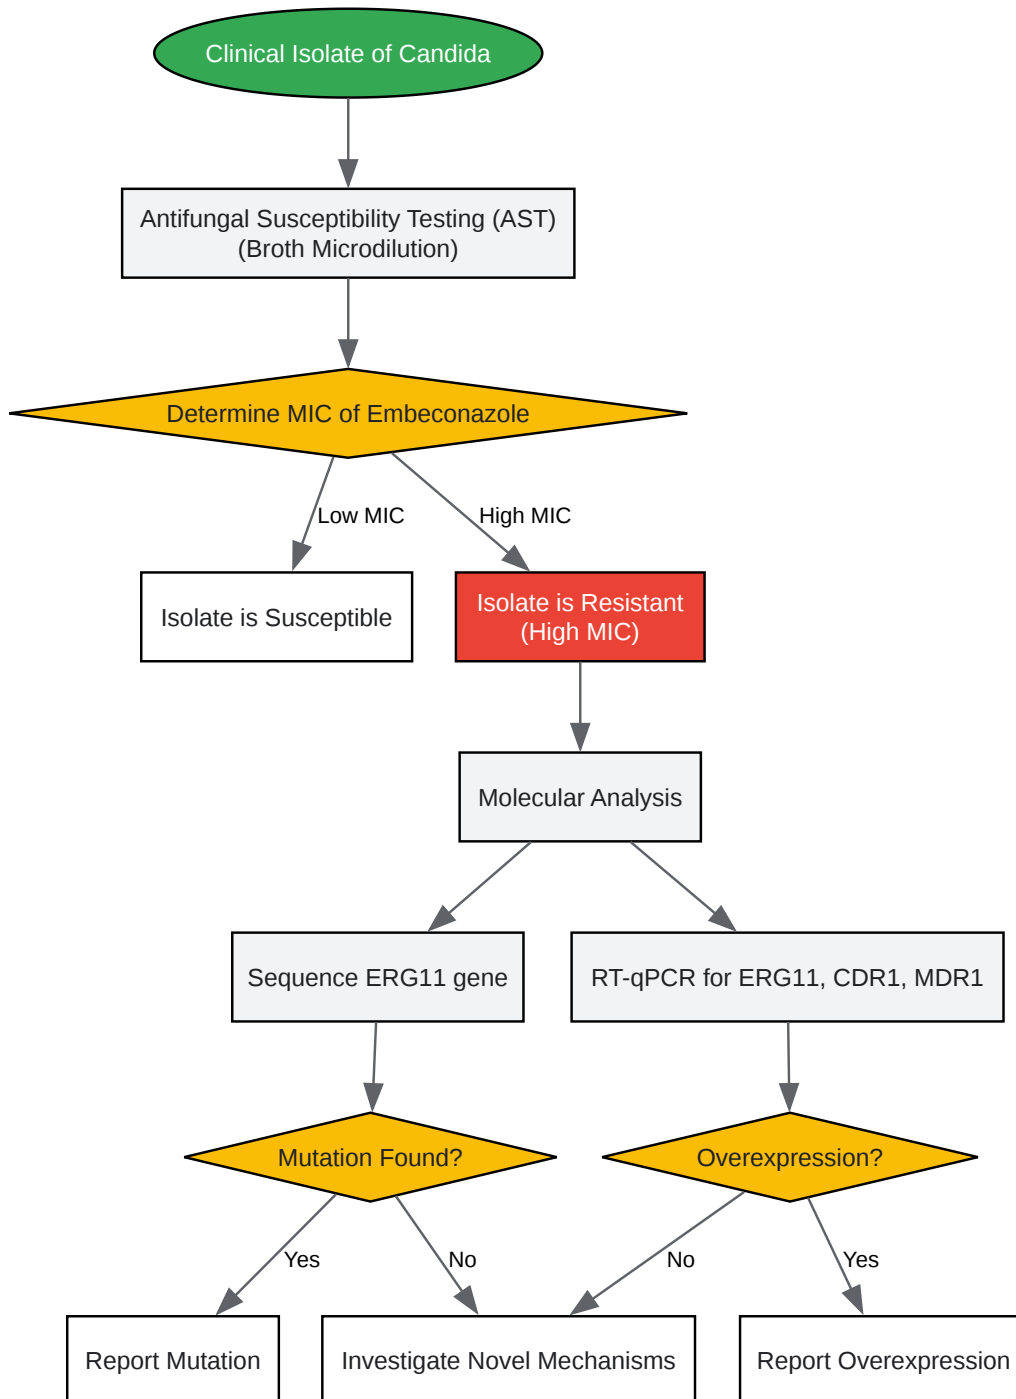 Clinical Isolate of Candida
Antifungal Susceptibility Testing (AST)
(Broth Microdilution)
Determine MIC of Embeconazole
Low MIC
High MIC
Isolate is Susceptible
Isolate is Resistant
(High MIC)
Molecular Analysis
Sequence ERG11 gene
RT-qPCR for ERG11, CDR1, MDR1
Mutation Found?
Overexpression?
Yes
No
No
Yes
Report Mutation
Investigate Novel Mechanisms
Report Overexpression